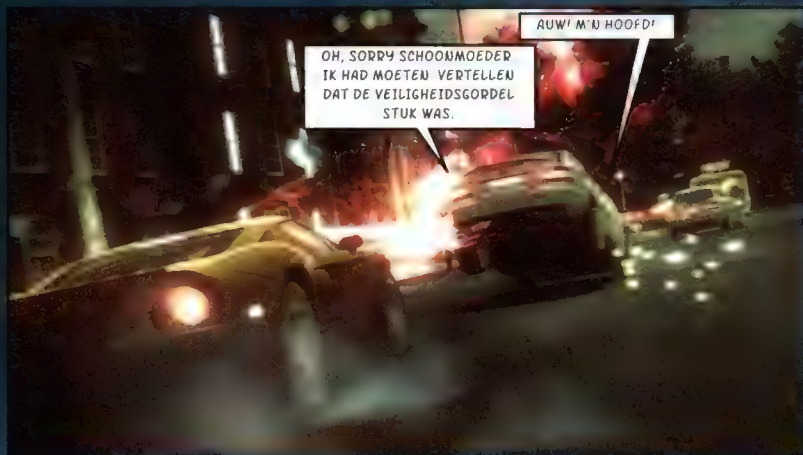 OH, SORRY SCHOONMOEDER
IK HAD MOETEN VERTELLEN
DAT DE VEILIGHEIDSGORDEL
STUK WAS.
AUW! M'N HOOFD!